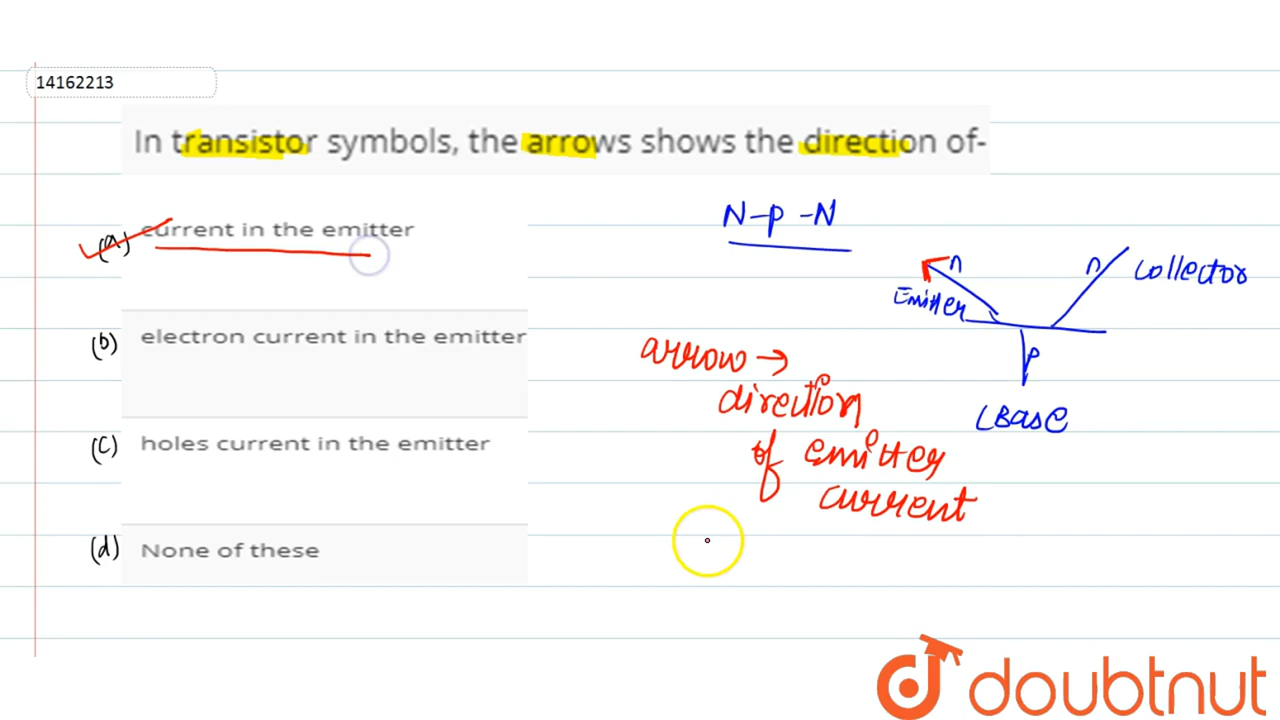 14162213
In transistor symbols, the arrows shows the direction of-
(a) current in the emitter
(b) electron current in the emitter
(c) holes current in the emitter
(d) None of these
N-P-N
n
n
Collector
Emitter
P
Base
arrow →
direction
of emitter
current
doubtnut